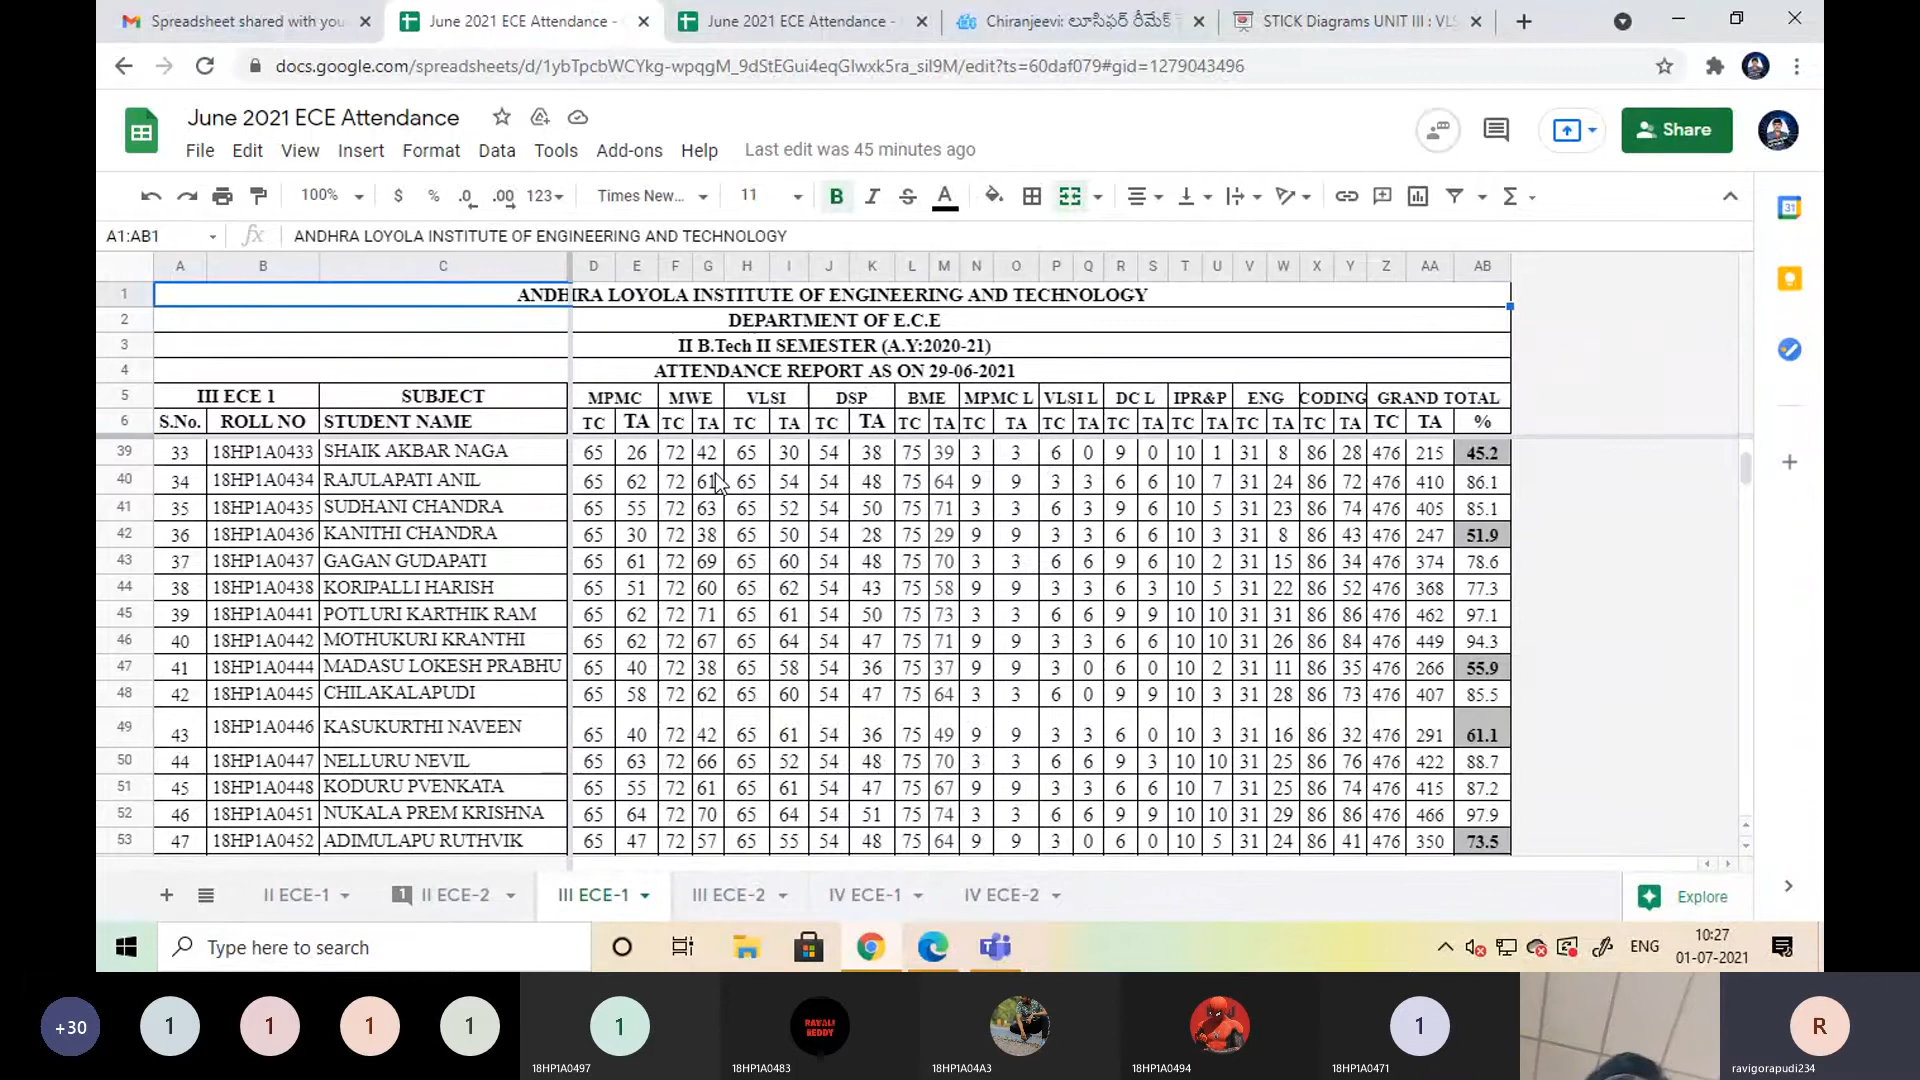 Spreadsheet shared with you
June 2021 ECE Attendance -
June 2021 ECE Attendance -
Chiranjeevi: లూసిఫర్ రీమేక్
STICK Diagrams UNIT III : VLS
docs.google.com/spreadsheets/d/1ybTpcbWCYkg-wpqgM_9dStEGui4eqGlwxk5ra_sil9M/edit?ts=60daf079#gid=1279043496
June 2021 ECE Attendance
Share
File Edit View Insert Format Data Tools Add-ons Help Last edit was 45 minutes ago
100% $ % .0 .00 123 Times New... 11 B I S A
A1:AB1 fx ANDHRA LOYOLA INSTITUTE OF ENGINEERING AND TECHNOLOGY
A B C D E F G H I J K L M N O P Q R S T U V W X Y Z AA AB
1 ANDHRA LOYOLA INSTITUTE OF ENGINEERING AND TECHNOLOGY
2 DEPARTMENT OF E.C.E
3 II B.Tech II SEMESTER (A.Y:2020-21)
4 ATTENDANCE REPORT AS ON 29-06-2021
5 III ECE 1 SUBJECT MPMC MWE VLSI DSP BME MPMC L VLSI L DC L IPR&P ENG CODING GRAND TOTAL
6 S.No. ROLL NO STUDENT NAME TC TA TC TA TC TA TC TA TC TA TC TA TC TA TC TA TC TA TC TA TC TA TC TA %
39 33 18HP1A0433 SHAIK AKBAR NAGA 65 26 72 42 65 30 54 38 75 39 3 3 6 0 9 0 10 1 31 8 86 28 476 215 45.2
40 34 18HP1A0434 RAJULAPATI ANIL 65 62 72 61 65 54 54 48 75 64 9 9 3 3 6 6 10 7 31 24 86 72 476 410 86.1
41 35 18HP1A0435 SUDHANI CHANDRA 65 55 72 63 65 52 54 50 75 71 3 3 6 3 9 6 10 5 31 23 86 74 476 405 85.1
42 36 18HP1A0436 KANITHI CHANDRA 65 30 72 38 65 50 54 28 75 29 9 9 3 3 6 6 10 3 31 8 86 43 476 247 51.9
43 37 18HP1A0437 GAGAN GUDAPATI 65 61 72 69 65 60 54 48 75 70 3 3 6 6 9 6 10 2 31 15 86 34 476 374 78.6
44 38 18HP1A0438 KORIPALLI HARISH 65 51 72 60 65 62 54 43 75 58 9 9 3 3 6 3 10 5 31 22 86 52 476 368 77.3
45 39 18HP1A0441 POTLURI KARTHIK RAM 65 62 72 71 65 61 54 50 75 73 3 3 6 6 9 9 10 10 31 31 86 86 476 462 97.1
46 40 18HP1A0442 MOTHUKURI KRANTHI 65 62 72 67 65 64 54 47 75 71 9 9 3 3 6 6 10 10 31 26 86 84 476 449 94.3
47 41 18HP1A0444 MADASU LOKESH PRABHU 65 40 72 38 65 58 54 36 75 37 9 9 3 0 6 0 10 2 31 11 86 35 476 266 55.9
48 42 18HP1A0445 CHILAKALAPUDI 65 58 72 62 65 60 54 47 75 64 3 3 6 0 9 9 10 3 31 28 86 73 476 407 85.5
49 43 18HP1A0446 KASUKURTHI NAVEEN 65 40 72 42 65 61 54 36 75 49 9 9 3 3 6 0 10 3 31 16 86 32 476 291 61.1
50 44 18HP1A0447 NELLURU NEVIL 65 63 72 66 65 52 54 48 75 70 3 3 6 6 9 3 10 10 31 25 86 76 476 422 88.7
51 45 18HP1A0448 KODURU PVENKATA 65 55 72 61 65 61 54 47 75 67 9 9 3 3 6 6 10 7 31 25 86 74 476 415 87.2
52 46 18HP1A0451 NUKALA PREM KRISHNA 65 64 72 70 65 64 54 51 75 74 3 3 6 6 9 9 10 10 31 29 86 86 476 466 97.9
53 47 18HP1A0452 ADIMULAPU RUTHVIK 65 47 72 57 65 55 54 48 75 64 9 9 3 0 6 0 10 5 31 24 86 41 476 350 73.5
II ECE-1 1 II ECE-2 III ECE-1 III ECE-2 IV ECE-1 IV ECE-2 Explore
Type here to search
ENG
10:27
01-07-2021
+30 1 1 1 1 1 RAYALI REDDY 1 R
18HP1A0497 18HP1A0483 18HP1A04A3 18HP1A0494 18HP1A0471 ravigorapudi234